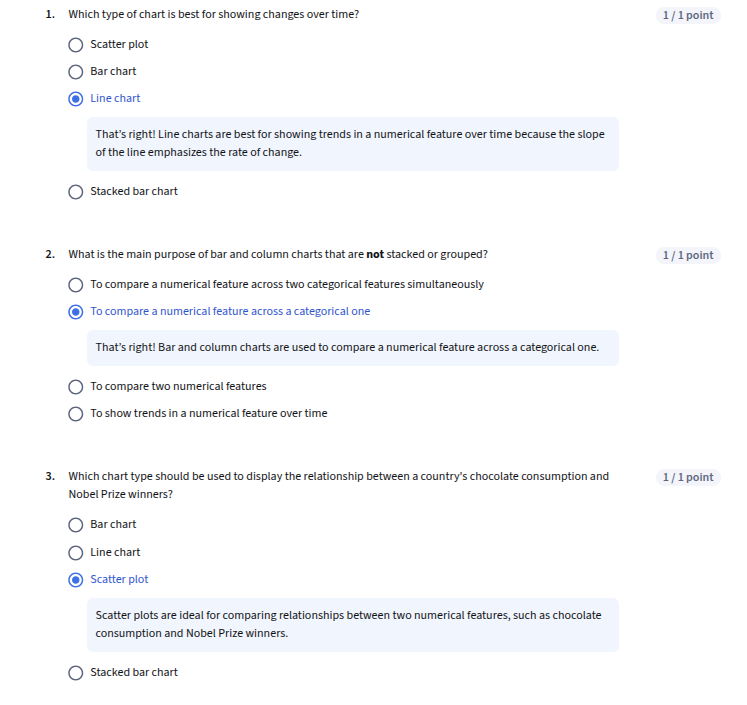 1. Which type of chart is best for showing changes over time? 1 / 1 point
Scatter plot
Bar chart
Line chart
That's right! Line charts are best for showing trends in a numerical feature over time because the slope
of the line emphasizes the rate of change.
Stacked bar chart
2. What is the main purpose of bar and column charts that are not stacked or grouped? 1 / 1 point
To compare a numerical feature across two categorical features simultaneously
To compare a numerical feature across a categorical one
That's right! Bar and column charts are used to compare a numerical feature across a categorical one.
To compare two numerical features
To show trends in a numerical feature over time
3. Which chart type should be used to display the relationship between a country's chocolate consumption and 1 / 1 point
Nobel Prize winners?
Bar chart
Line chart
Scatter plot
Scatter plots are ideal for comparing relationships between two numerical features, such as chocolate
consumption and Nobel Prize winners.
Stacked bar chart